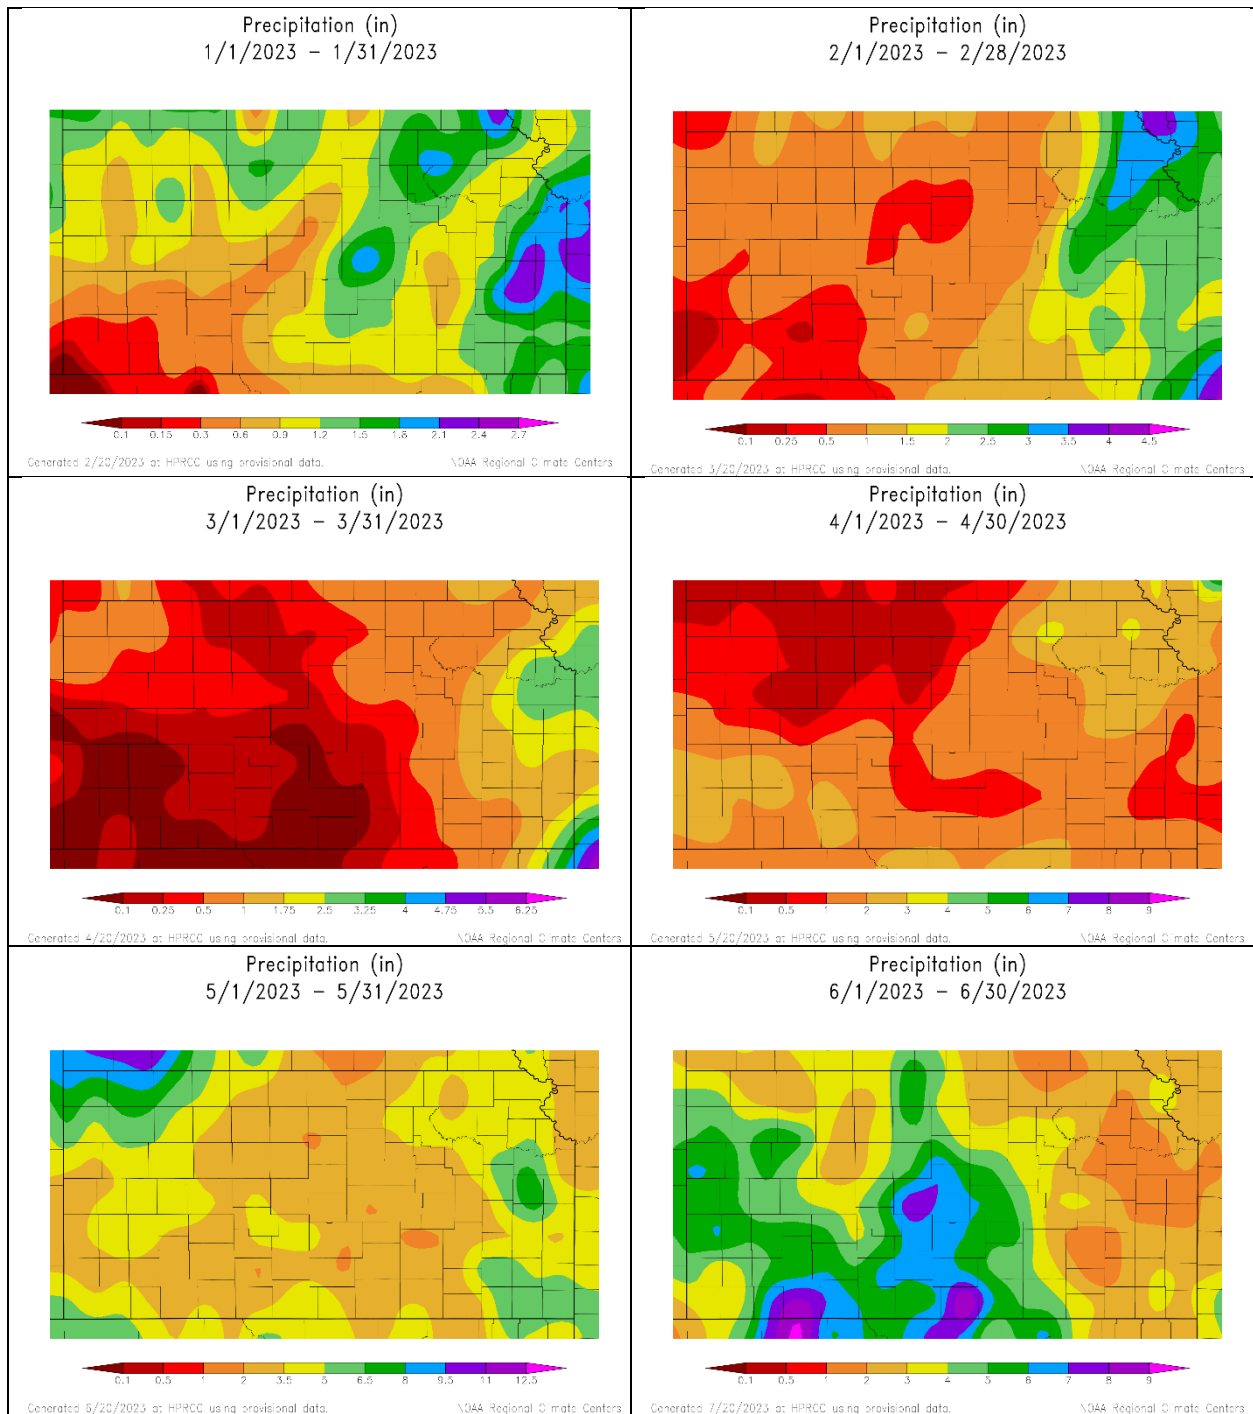 Precipitation (in)
1/1/2023 – 1/31/2023
0.1 0.15 0.3 0.6 0.9 1.2 1.5 1.6 2.1 2.4 2.7
Generated 2/20/2023 at HPRCC using provisional data. NOAA Regional Climate Centers
Precipitation (in)
2/1/2023 – 2/28/2023
0.1 0.25 0.5 1 1.5 2 2.5 3 3.5 4 4.5
Generated 3/20/2023 at HPRCC using provisional data. NOAA Regional Climate Centers
Precipitation (in)
3/1/2023 – 3/31/2023
0.1 0.25 0.5 1 1.75 2.5 3.25 4 4.75 5.5 6.25
Generated 4/20/2023 at HPRCC using provisional data. NOAA Regional Climate Centers
Precipitation (in)
4/1/2023 – 4/30/2023
0.1 0.5 1 2 3 4 5 6 7 8 9
Generated 5/20/2023 at HPRCC using provisional data. NOAA Regional Climate Centers
Precipitation (in)
5/1/2023 – 5/31/2023
0.1 0.5 1 2 3.5 5 6.5 8 9.5 11 12.5
Generated 6/20/2023 at HPRCC using provisional data. NOAA Regional Climate Centers
Precipitation (in)
6/1/2023 – 6/30/2023
0.1 0.5 1 2 3 4 5 6 7 8 9
Generated 7/20/2023 at HPRCC using provisional data. NOAA Regional Climate Centers